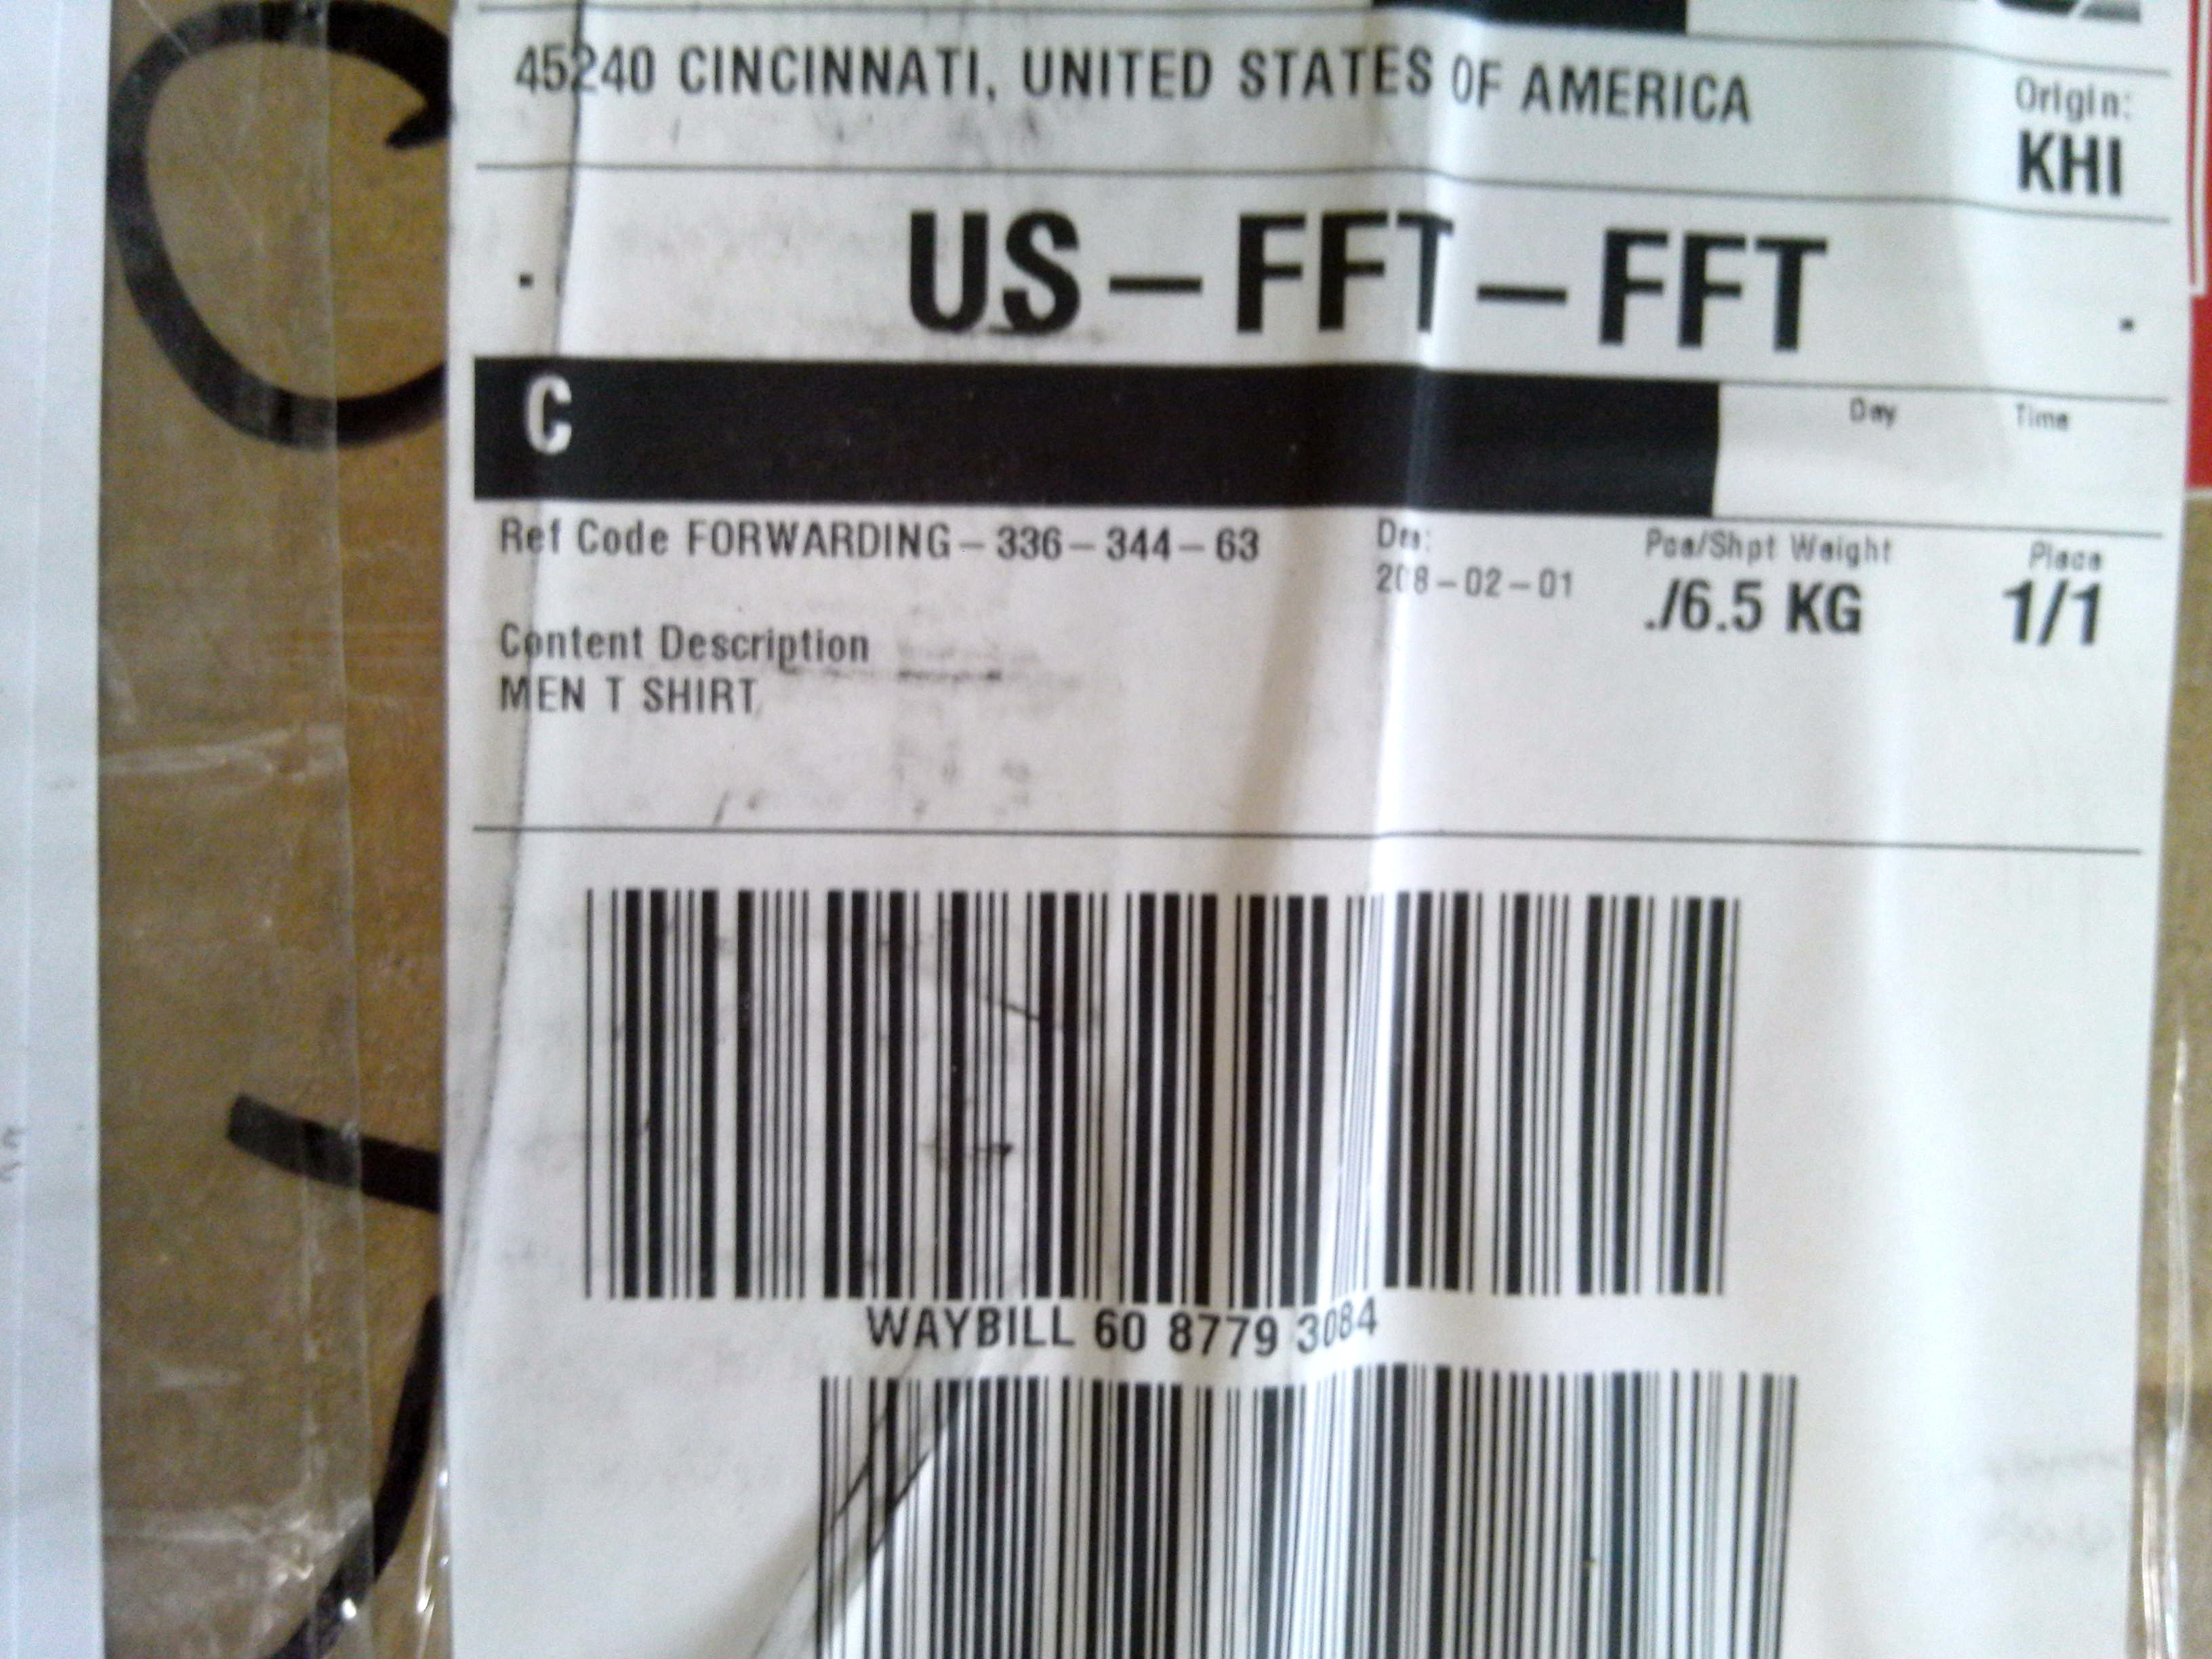 45240 CINCINNATI, UNITED STATES OF AMERICA
Origin:
KHI
US-FFT-FFT
C
Day Time
Ref Code FORWARDING-336-344-63
Pce/Shpt Weight
./6.5 KG
Piece
1/1
Content Description
MEN T SHIRT
WAYBILL 60 8779 3084